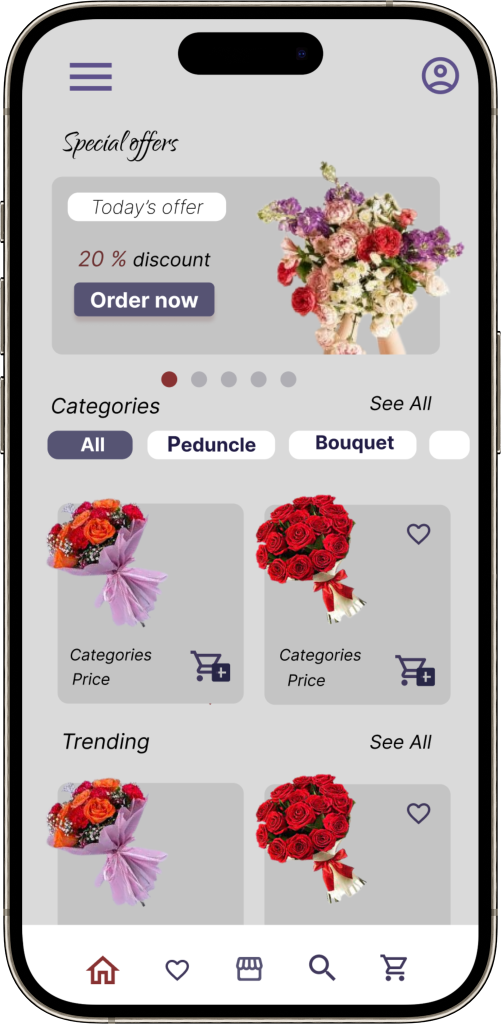 Special offers
Today's offer
20 % discount
Order now
Categories
See All
All
Peduncle
Bouquet
Categories
Price
Categories
Price
Trending
See All